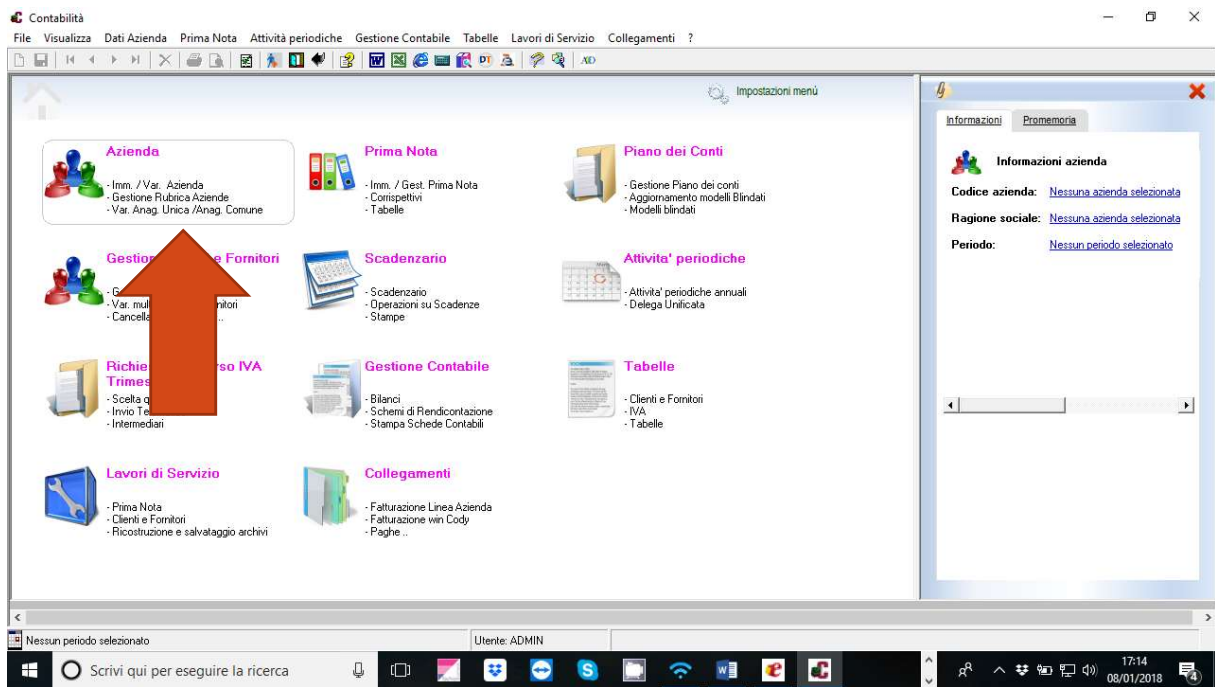 Contabilità
File Visualizza Dati Azienda Prima Nota Attività periodiche Gestione Contabile Tabelle Lavori di Servizio Collegamenti ?
Impostazioni menù
Azienda
- Imm. / Var. Azienda
- Gestione Rubrica Aziende
- Var. Anag. Unica /Anag. Comune
Prima Nota
- Imm. / Gest. Prima Nota
- Corrispettivi
- Tabelle
Piano dei Conti
- Gestione Piano dei conti
- Aggiornamento modelli Blindati
- Modelli blindati
Fornitori
- Var.
- Cancella
Scadenzario
- Scadenzario
- Operazioni su Scadenze
- Stampe
Attivita' periodiche
- Attivita' periodiche annuali
- Delega Unificata
IVA
- Scelta
- Invio
- Intermediari
Gestione Contabile
- Bilanci
- Schemi di Rendicontazione
- Stampa Schede Contabili
Tabelle
- Clienti e Fornitori
- IVA
- Tabelle
Lavori di Servizio
- Prima Nota
- Clienti e Fornitori
- Ricostruzione e salvataggio archivi
Collegamenti
- Fatturazione Linea Azienda
- Fatturazione win Cody
- Paghe ..
Informazioni Promemoria
Informazioni azienda
Codice azienda: Nessuna azienda selezionata
Ragione sociale: Nessuna azienda selezionata
Periodo: Nessun periodo selezionato
Nessun periodo selezionato Utente: ADMIN
Scrivi qui per eseguire la ricerca
17:14
08/01/2018